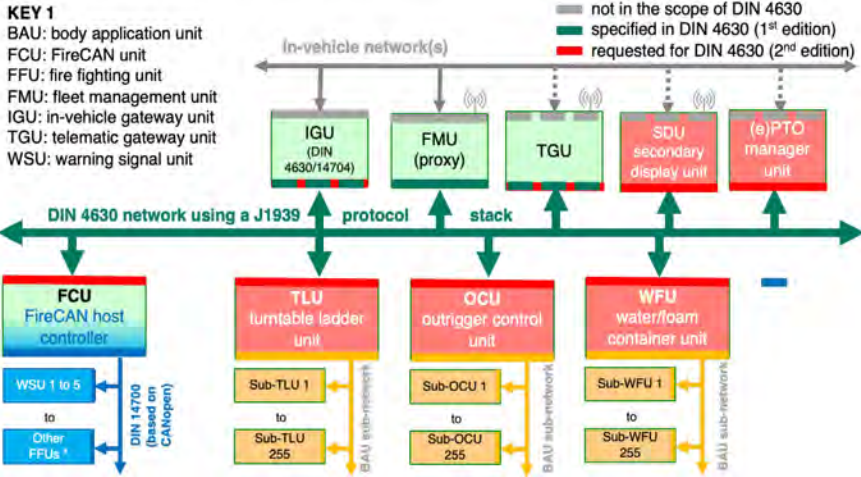 KEY 1
BAU: body application unit
FCU: FireCAN unit
FFU: fire fighting unit
FMU: fleet management unit
IGU: in-vehicle gateway unit
TGU: telematic gateway unit
WSU: warning signal unit
not in the scope of DIN 4630
specified in DIN 4630 (1st edition)
requested for DIN 4630 (2nd edition)
In-vehicle network(s)
IGU
(DIN
4630/14704)
FMU
(proxy)
TGU
SDU
secondary
display unit
(e)PTO
manager
unit
DIN 4630 network using a J1939 protocol stack
FCU
FireCAN host
controller
TLU
turntable ladder
unit
OCU
outrigger control
unit
WFU
water/foam
container unit
WSU 1 to 5
to
Other
FFUs x
DIN 14700
(based on
CANopen)
Sub-TLU 1
to
Sub-TLU
255
BAU sub-network
Sub-OCU 1
to
Sub-OCU
255
BAU sub-network
Sub-WFU 1
to
Sub-WFU
255
BAU sub-network